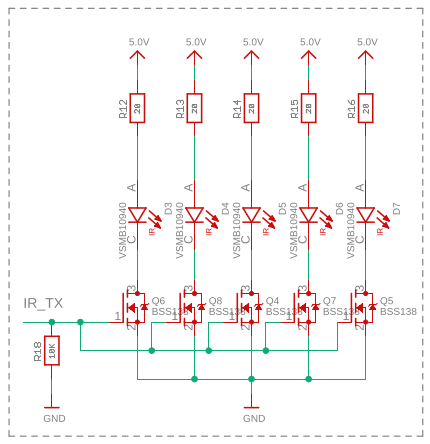 5.0V 5.0V 5.0V 5.0V 5.0V
R12 20 R13 20 R14 20 R15 20 R16 20
A A A A A
VSMB10940 D3 VSMB10940 D4 VSMB10940 D5 VSMB10940 D6 VSMB10940 D7
IR IR IR IR IR
C C C C C
3 3 3 3 3
IR_TX Q6 Q8 Q4 Q7 Q5
1 BSS138 1 BSS138 1 BSS138 1 BSS138 1 BSS138
2 2 2 2 2
R18 10K
GND GND